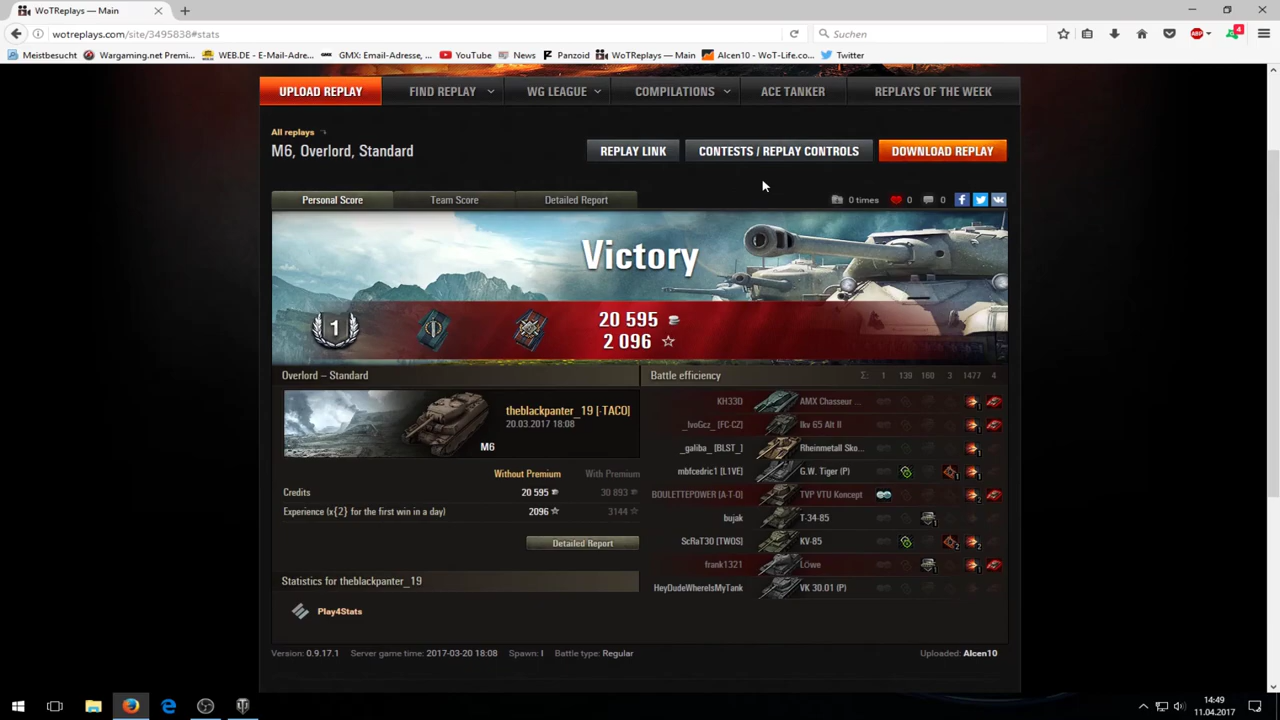 WoTReplays — Main
wotreplays.com/site/3495838#stats
Suchen
4
Meistbesucht
Wargaming.net Premi...
WEB.DE - E-Mail-Adre...
GMX: Email-Adresse, ...
YouTube
News
Panzoid
WoTReplays — Main
Alcen10 - WoT-Life.co...
Twitter
UPLOAD REPLAY
FIND REPLAY
WG LEAGUE
COMPILATIONS
ACE TANKER
REPLAYS OF THE WEEK
All replays
M6, Overlord, Standard
REPLAY LINK
CONTESTS / REPLAY CONTROLS
DOWNLOAD REPLAY
Personal Score
Team Score
Detailed Report
0 times
0
0
Victory
1
20 595
2 096
Overlord – Standard
Battle efficiency
Σ: 1 139 160 3 1477 4
theblackpanter_19 [-TACO]
20.03.2017 18:08
M6
Without Premium With Premium
Credits 20 595 30 893
Experience (x{2} for the first win in a day) 2096 3144
Detailed Report
KH330 AMX Chasseur ...
_IvoGcz_ [FC-CZ] Ikv 65 Alt II
_galiba_ [BLST_] Rheinmetall Sko...
mbfcedric1 [L1VE] G.W. Tiger (P)
BOULETTEPOWER [A-T-O] TVP VTU Koncept
bujak T-34-85
ScRaT30 [TWOS] KV-85
frank1321 Löwe
HeyDudeWhereIsMyTank VK 30.01 (P)
Statistics for theblackpanter_19
Play4Stats
Version: 0.9.17.1 Server game time: 2017-03-20 18:08 Spawn: I Battle type: Regular Uploaded: Alcen10
14:49
11.04.2017